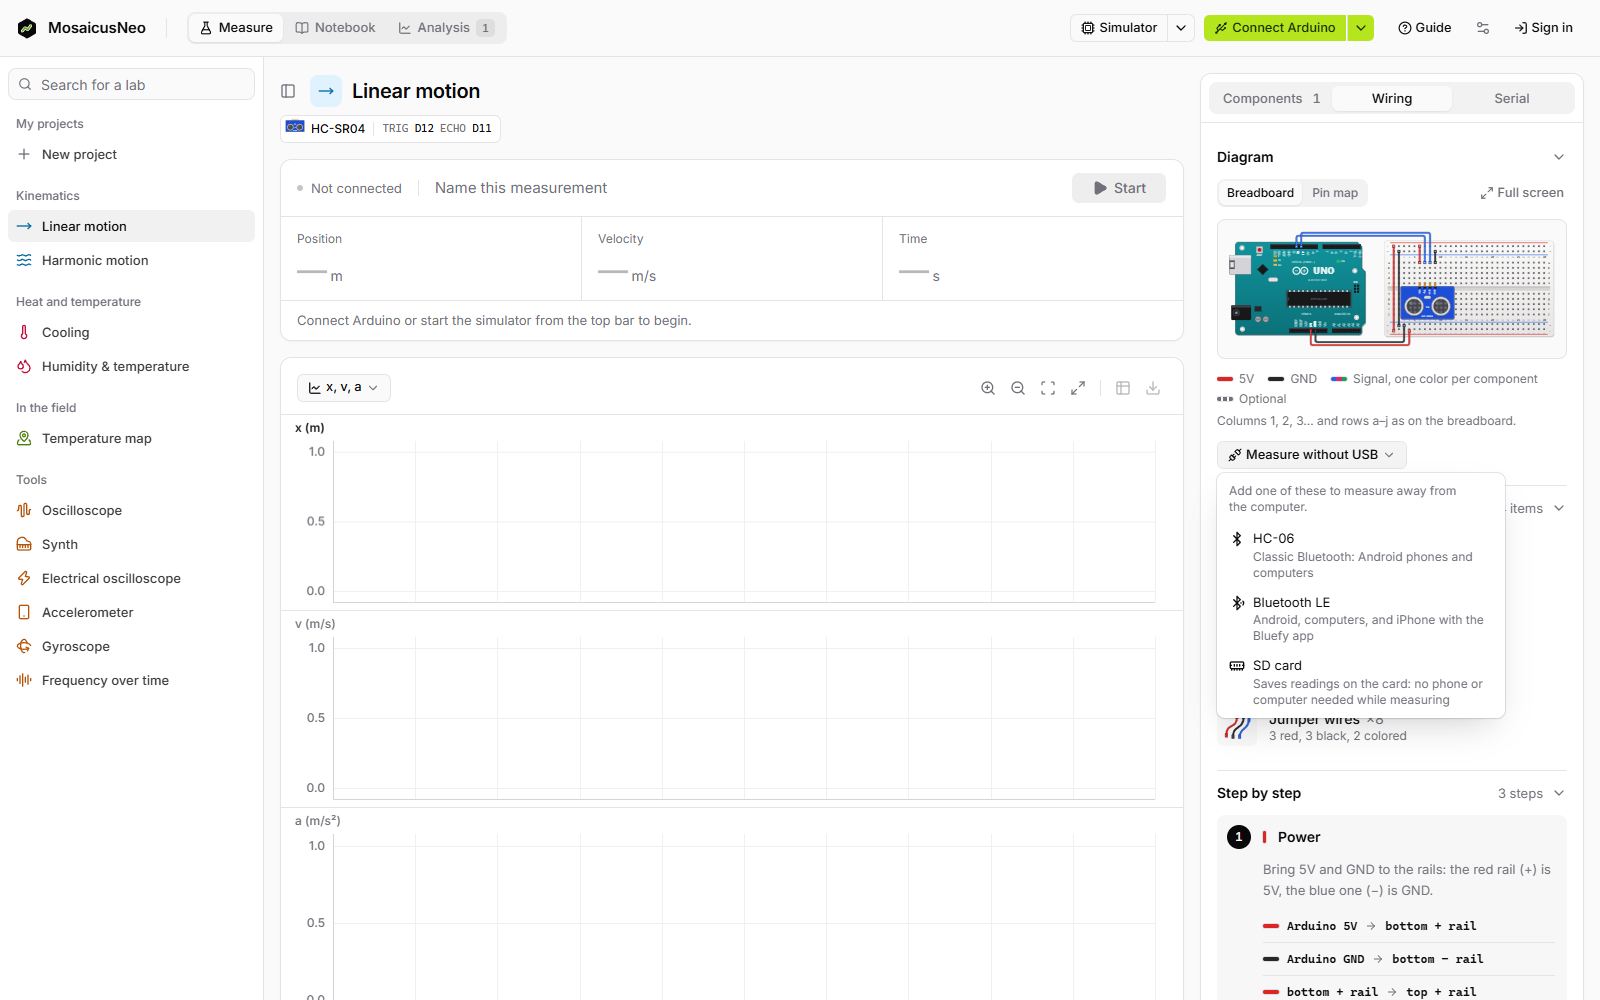 MosaicusNeo
Measure
Notebook
Analysis 1
Simulator
Connect Arduino
Guide
Sign in
Search for a lab
My projects
New project
Kinematics
Linear motion
Harmonic motion
Heat and temperature
Cooling
Humidity & temperature
In the field
Temperature map
Tools
Oscilloscope
Synth
Electrical oscilloscope
Accelerometer
Gyroscope
Frequency over time
Linear motion
HC-SR04 TRIG D12 ECHO D11
Not connected
Name this measurement
Start
Position
m
Velocity
m/s
Time
s
Connect Arduino or start the simulator from the top bar to begin.
x, v, a
x (m)
1.0
0.5
0.0
v (m/s)
1.0
0.5
0.0
a (m/s²)
1.0
0.5
0.0
Components 1
Wiring
Serial
Diagram
Breadboard
Pin map
Full screen
UNO
5V
GND
Signal, one color per component
Optional
Columns 1, 2, 3... and rows a–j as on the breadboard.
Measure without USB
Add one of these to measure away from
the computer.
items
HC-06
Classic Bluetooth: Android phones and
computers
Bluetooth LE
Android, computers, and iPhone with the
Bluefy app
SD card
Saves readings on the card: no phone or
computer needed while measuring
Jumper wires ×8
3 red, 3 black, 2 colored
Step by step
3 steps
1
Power
Bring 5V and GND to the rails: the red rail (+) is
5V, the blue one (−) is GND.
Arduino 5V → bottom + rail
Arduino GND → bottom − rail
bottom + rail → top + rail